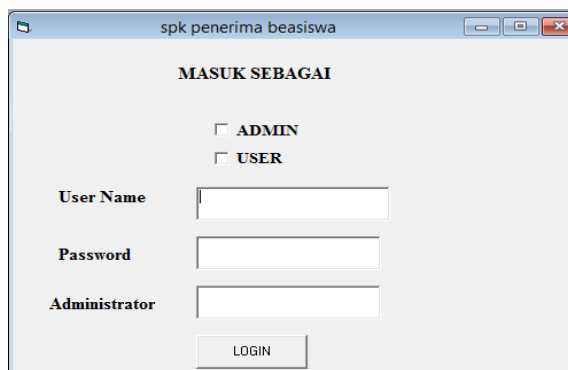 spk penerima beasiswa
MASUK SEBAGAI
ADMIN
USER
User Name
Password
Administrator
LOGIN